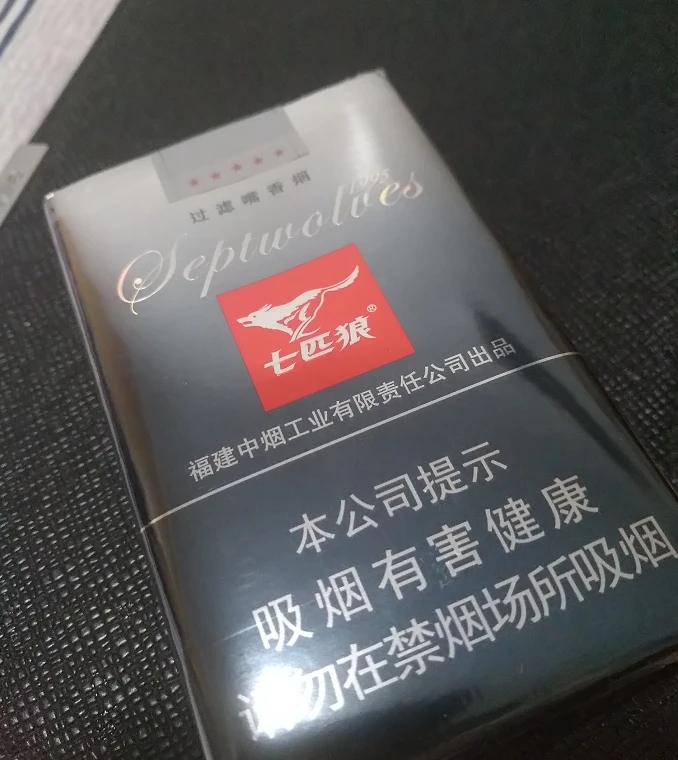 过滤嘴香烟
1995
Septwolves
七匹狼®
福建中烟工业有限责任公司出品
本公司提示
吸烟有害健康
请勿在禁烟场所吸烟